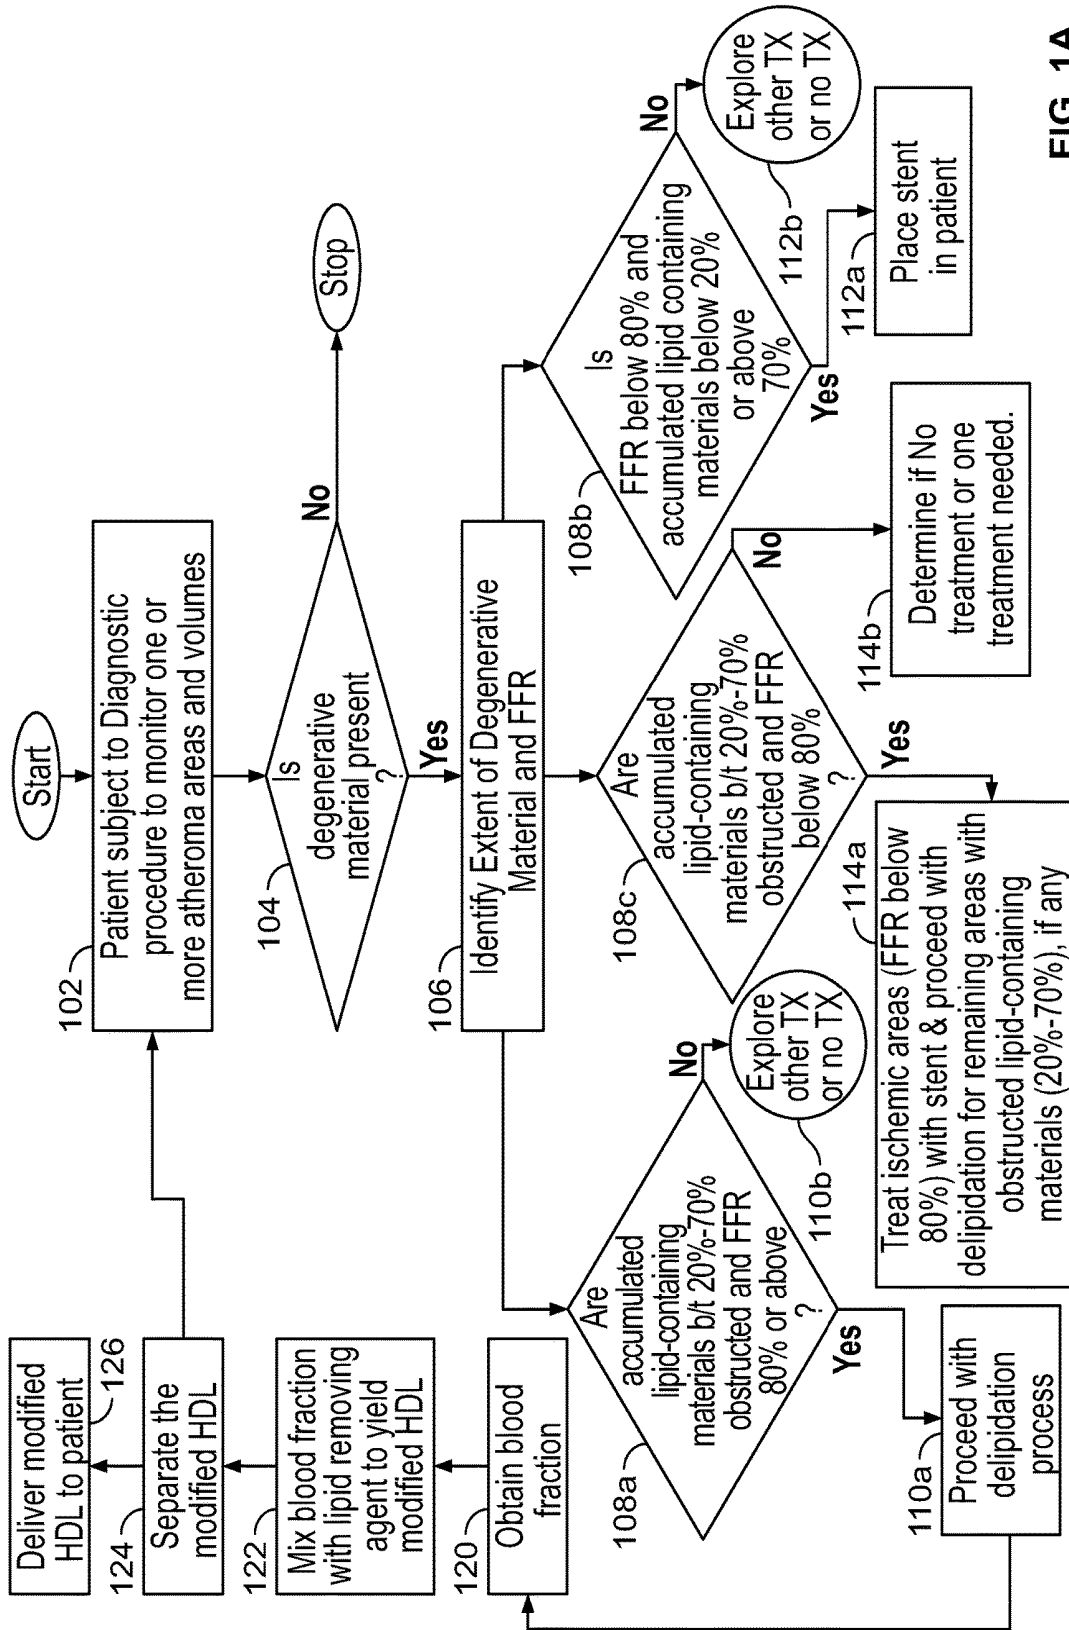 Start
102
Patient subject to Diagnostic
procedure to monitor one or
more atheroma areas and volumes
104
Is
degenerative
material present
?
No
Stop
Yes
106
Identify Extent of Degenerative
Material and FFR
108a
Are
accumulated
lipid-containing
materials b/t 20%-70%
obstructed and FFR
80% or above
?
No
Explore
other TX
or no TX
110b
Yes
110a
Proceed with
delipidation
process
120
Obtain blood
fraction
122
Mix blood fraction
with lipid removing
agent to yield
modified HDL
124
Separate the
modified HDL
Deliver modified
HDL to patient
126
108c
Are
accumulated
lipid-containing
materials b/t 20%-70%
obstructed and FFR
below 80%
?
No
114b
Determine if No
treatment or one
treatment needed.
Yes
114a
Treat ischemic areas (FFR below
80%) with stent & proceed with
delipidation for remaining areas with
obstructed lipid-containing
materials (20%-70%), if any
108b
Is
FFR below 80% and
accumulated lipid containing
materials below 20%
or above
70%
No
Explore
other TX
or no TX
112b
Yes
112a
Place stent
in patient
FIG. 1A